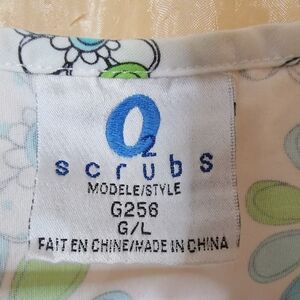 O2
scrubs
MODELE/STYLE
G256
G/L
FAIT EN CHINE/MADE IN CHINA